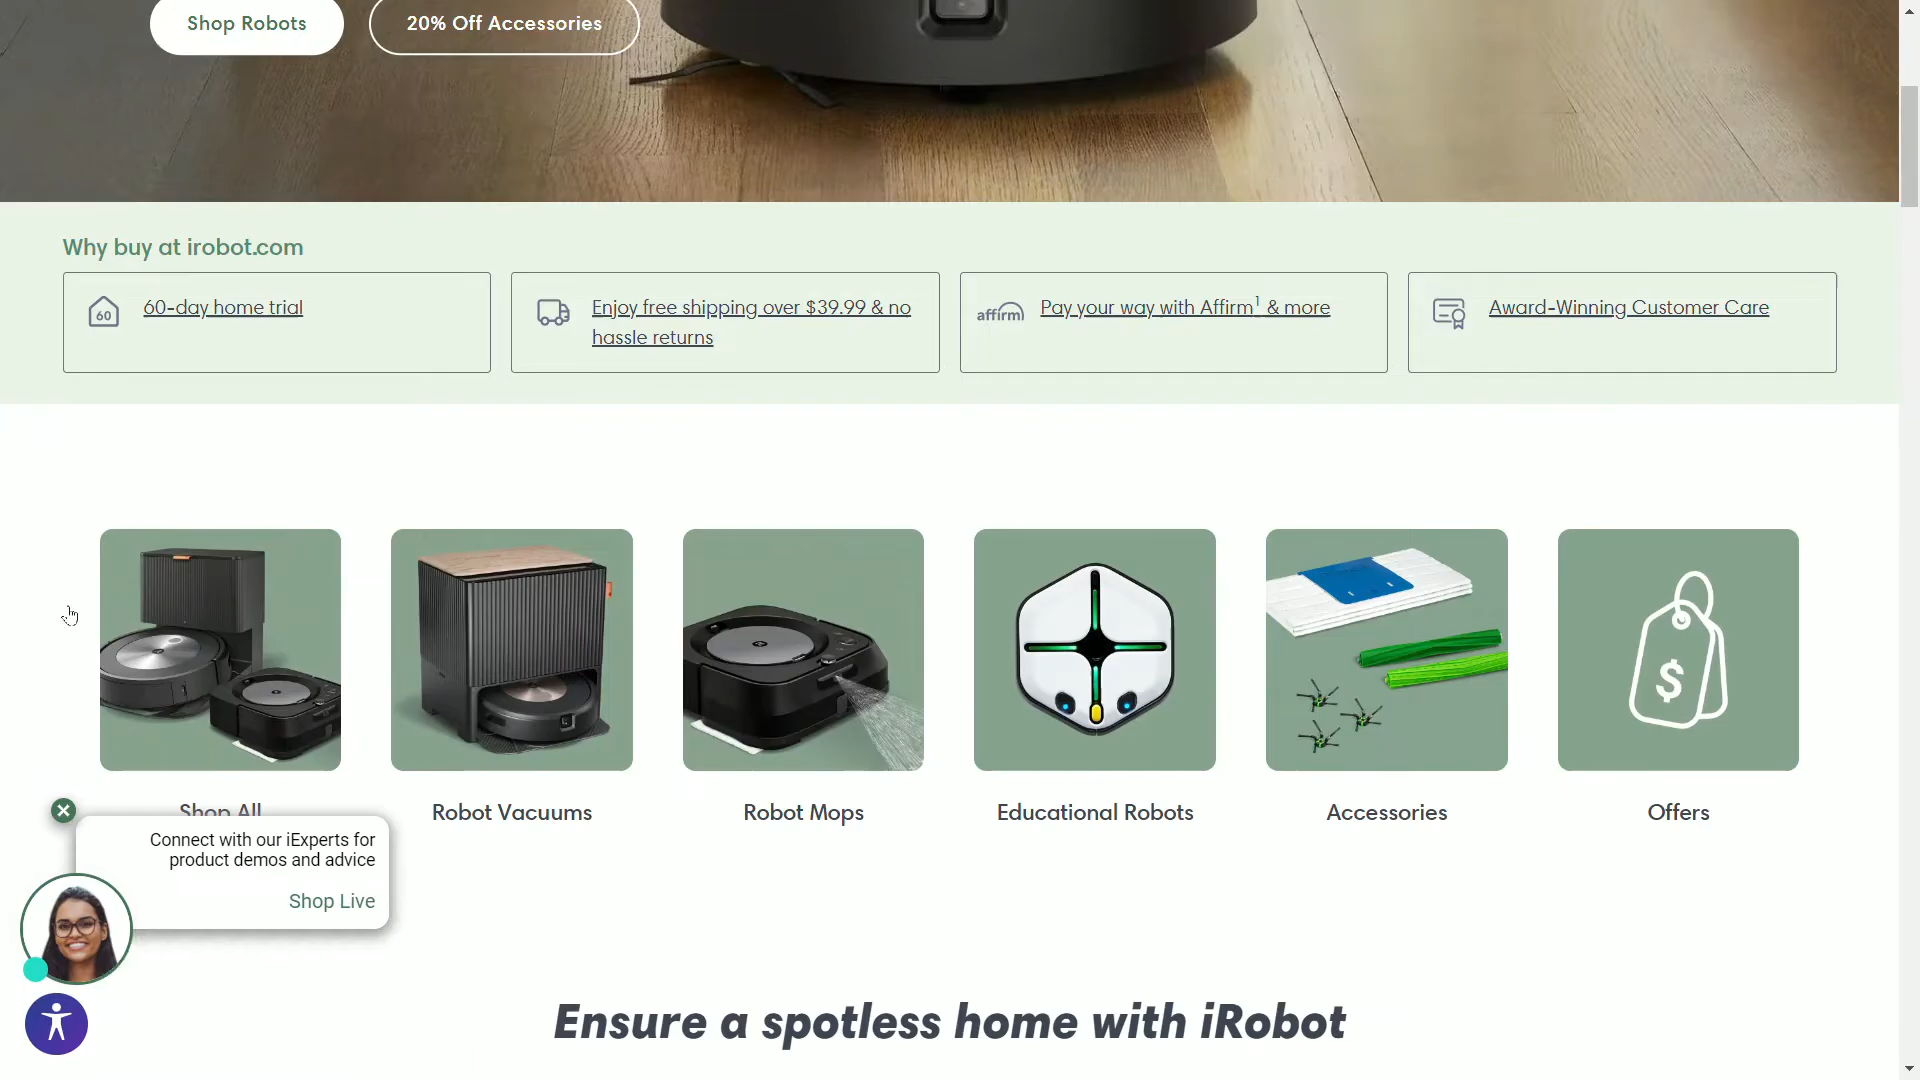 Shop Robots
20% Off Accessories
Why buy at irobot.com
60
60-day home trial
Enjoy free shipping over $39.99 & no
hassle returns
affirm
Pay your way with Affirm1 & more
Award-Winning Customer Care
$
Shop All
Robot Vacuums
Robot Mops
Educational Robots
Accessories
Offers
Connect with our iExperts for
product demos and advice
Shop Live
Ensure a spotless home with iRobot